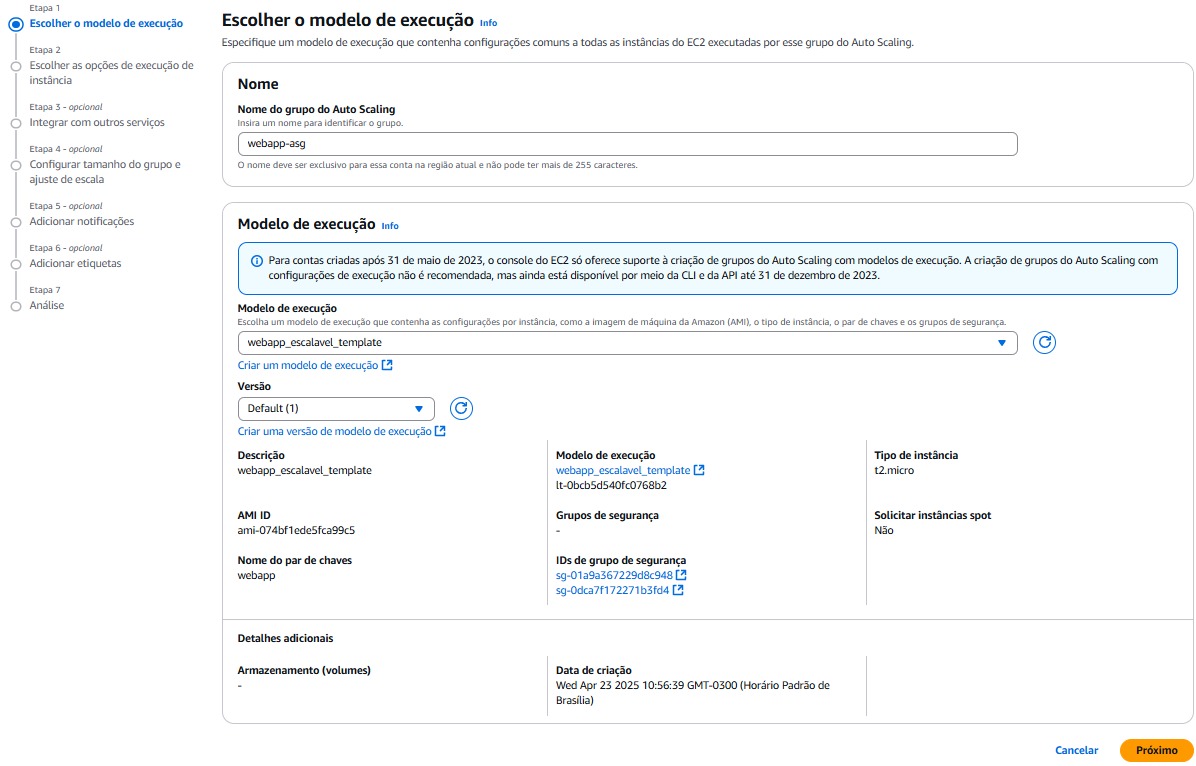 Etapa 1
Escolher o modelo de execução
Etapa 2
Escolher as opções de execução de
instância
Etapa 3 - opcional
Integrar com outros serviços
Etapa 4 - opcional
Configurar tamanho do grupo e
ajuste de escala
Etapa 5 - opcional
Adicionar notificações
Etapa 6 - opcional
Adicionar etiquetas
Etapa 7
Análise
Escolher o modelo de execução Info
Especifique um modelo de execução que contenha configurações comuns a todas as instâncias do EC2 executadas por esse grupo do Auto Scaling.
Nome
Nome do grupo do Auto Scaling
Insira um nome para identificar o grupo.
webapp-asg
O nome deve ser exclusivo para essa conta na região atual e não pode ter mais de 255 caracteres.
Modelo de execução Info
Para contas criadas após 31 de maio de 2023, o console do EC2 só oferece suporte à criação de grupos do Auto Scaling com modelos de execução. A criação de grupos do Auto Scaling com
configurações de execução não é recomendada, mas ainda está disponível por meio da CLI e da API até 31 de dezembro de 2023.
Modelo de execução
Escolha um modelo de execução que contenha as configurações por instância, como a imagem de máquina da Amazon (AMI), o tipo de instância, o par de chaves e os grupos de segurança.
webapp_escalavel_template
Criar um modelo de execução
Versão
Default (1)
Criar uma versão de modelo de execução
Descrição
webapp_escalavel_template
Modelo de execução
webapp_escalavel_template
lt-0bcb5d540fc0768b2
Tipo de instância
t2.micro
AMI ID
ami-074bf1ede5fca99c5
Grupos de segurança
-
Solicitar instâncias spot
Não
Nome do par de chaves
webapp
IDs de grupo de segurança
sg-01a9a367229d8c948
sg-0dca7f172271b3fd4
Detalhes adicionais
Armazenamento (volumes)
-
Data de criação
Wed Apr 23 2025 10:56:39 GMT-0300 (Horário Padrão de
Brasília)
Cancelar
Próximo